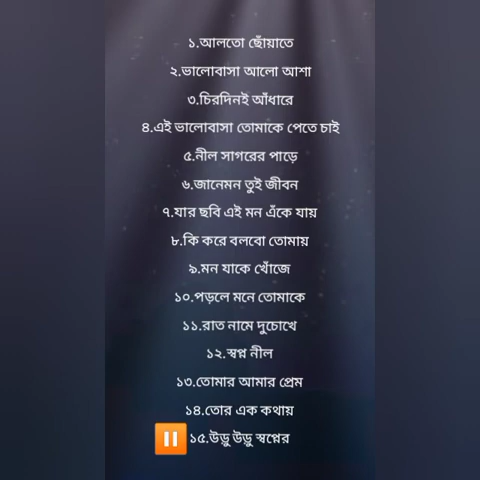 ১.আলতো ছোঁয়াতে
২.ভালোবাসা আলো আশা
৩.চিরদিনই আঁধারে
৪.এই ভালোবাসা তোমাকে পেতে চাই
৫.নীল সাগরের পাড়ে
৬.জানেমন তুই জীবন
৭.যার ছবি এই মন এঁকে যায়
৮.কি করে বলবো তোমায়
৯.মন যাকে খোঁজে
১০.পড়লে মনে তোমাকে
১১.রাত নামে দুচোখে
১২.স্বপ্ন নীল
১৩.তোমার আমার প্রেম
১৪.তোর এক কথায়
১৫.উড়ু উড়ু স্বপ্নের